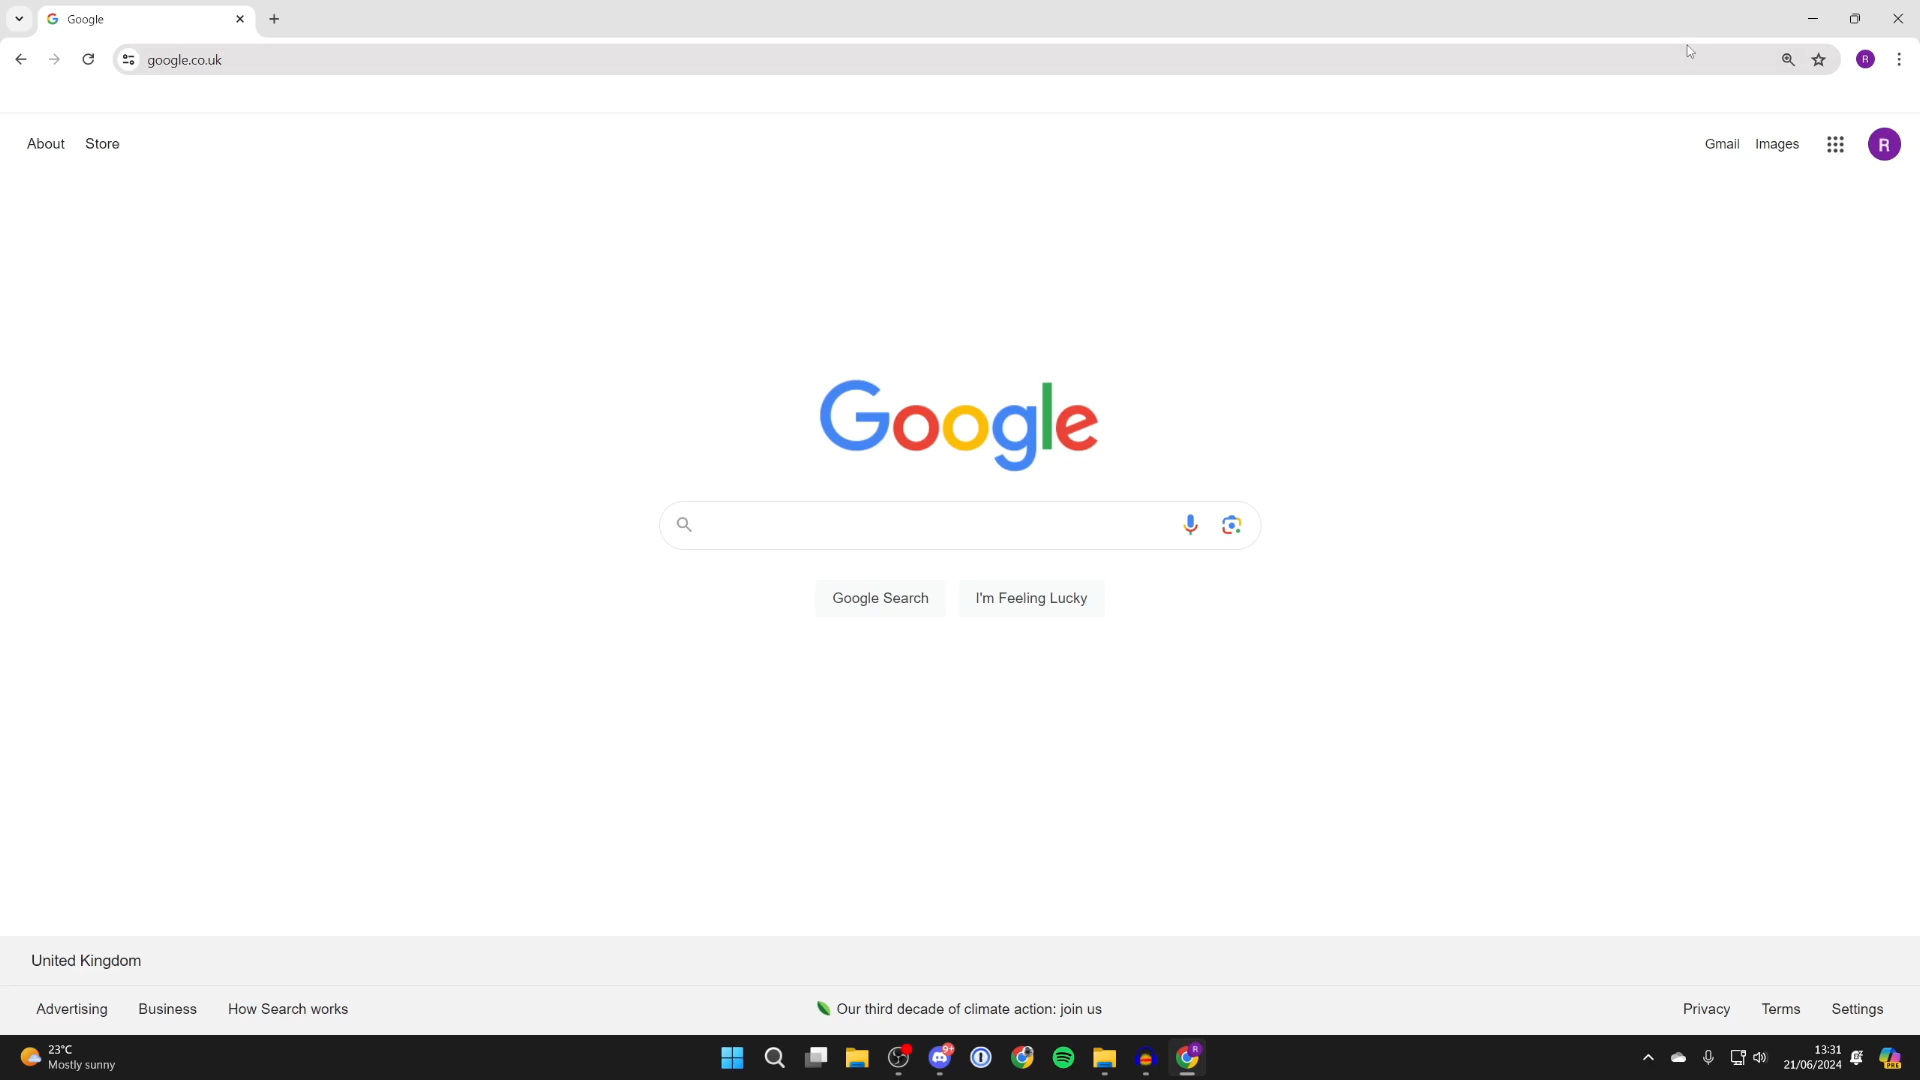 Google
google.co.uk
R
About Store
Gmail Images
R
Google
Google Search I'm Feeling Lucky
United Kingdom
Advertising Business How Search works
Our third decade of climate action: join us
Privacy Terms Settings
23°C
Mostly sunny
9+
R
13:31
21/06/2024
PRE